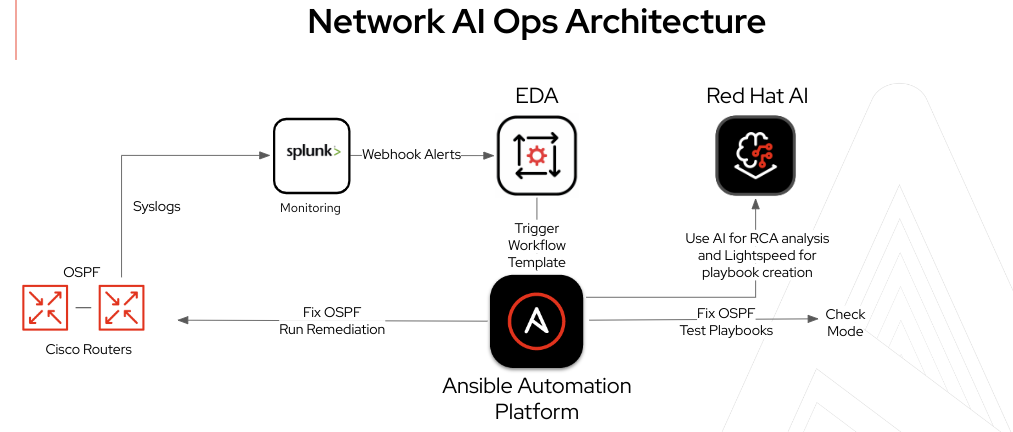 Network AI Ops Architecture
EDA
Red Hat AI
splunk>
Webhook Alerts
Monitoring
Syslogs
Trigger
Workflow
Template
Use AI for RCA analysis
and Lightspeed for
playbook creation
OSPF
Cisco Routers
Fix OSPF
Run Remediation
Fix OSPF
Test Playbooks
Check
Mode
Ansible Automation
Platform